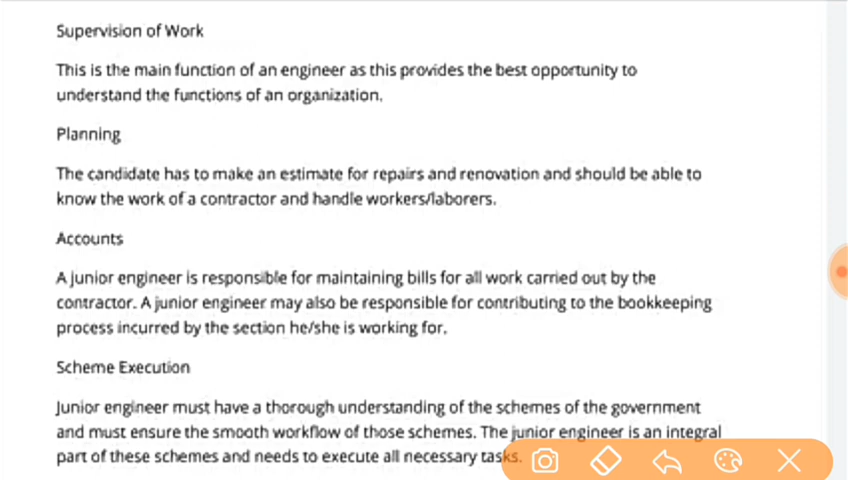 Supervision of Work
This is the main function of an engineer as this provides the best opportunity to
understand the functions of an organization.
Planning
The candidate has to make an estimate for repairs and renovation and should be able to
know the work of a contractor and handle workers/laborers.
Accounts
A junior engineer is responsible for maintaining bills for all work carried out by the
contractor. A junior engineer may also be responsible for contributing to the bookkeeping
process incurred by the section he/she is working for.
Scheme Execution
Junior engineer must have a thorough understanding of the schemes of the government
and must ensure the smooth workflow of those schemes. The junior engineer is an integral
part of these schemes and needs to execute all necessary tasks.